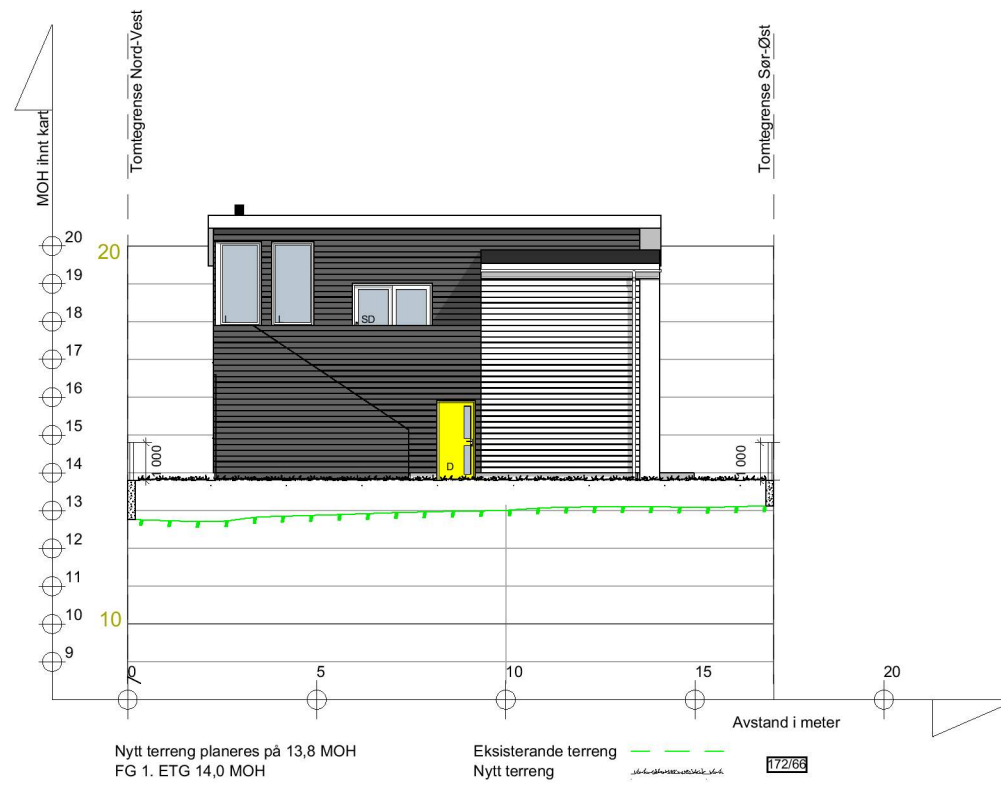 Tomtegrense Nord-Vest
Tomtegrense Sør-Øst
MOH ihnt kart
20
20
19
18
L
L
SD
17
16
15
14
1 000
D
1 000
13
12
11
10
10
9
0
5
10
15
20
Avstand i meter
Nytt terreng planeres på 13,8 MOH
Eksisterande terreng
172/66
FG 1. ETG 14,0 MOH
Nytt terreng